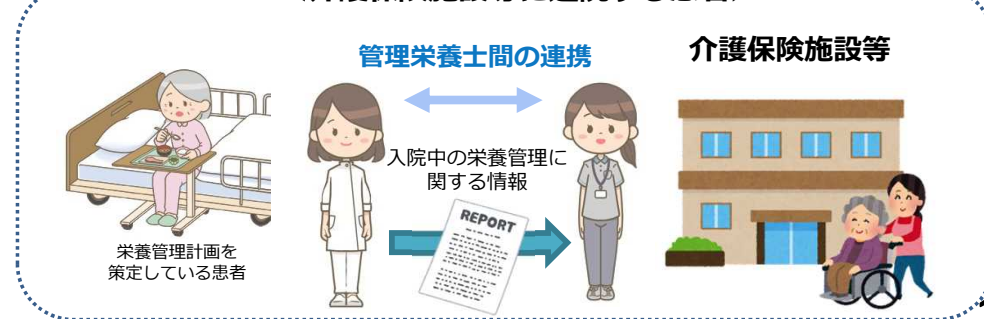 管理栄養士間の連携
介護保険施設等
入院中の栄養管理に
関する情報
REPORT
栄養管理計画を
策定している患者